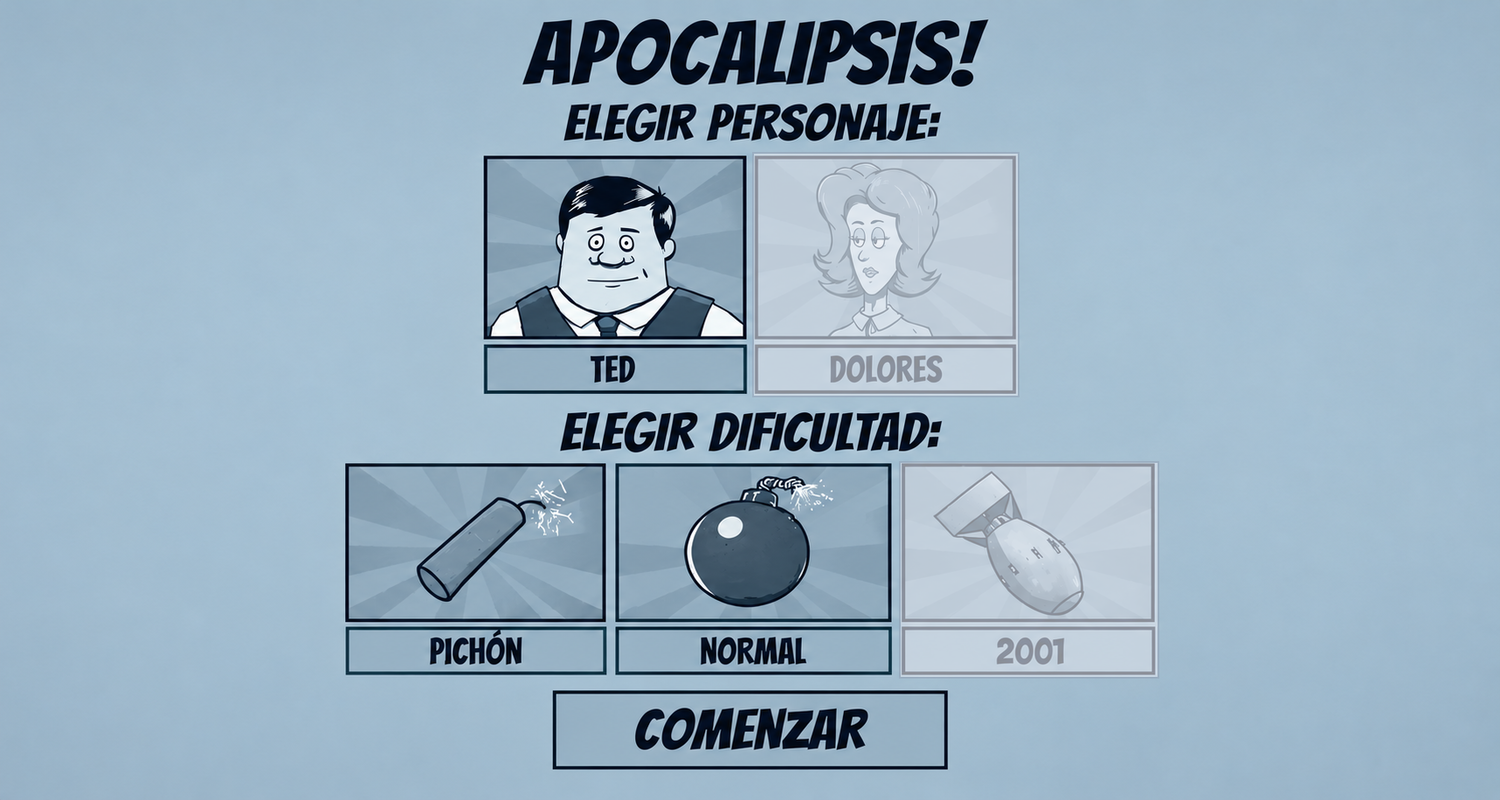 APOCALIPSIS!
ELEGIR PERSONAJE:
TED
DOLORES
ELEGIR DIFICULTAD:
PICHÓN
NORMAL
2001
COMENZAR